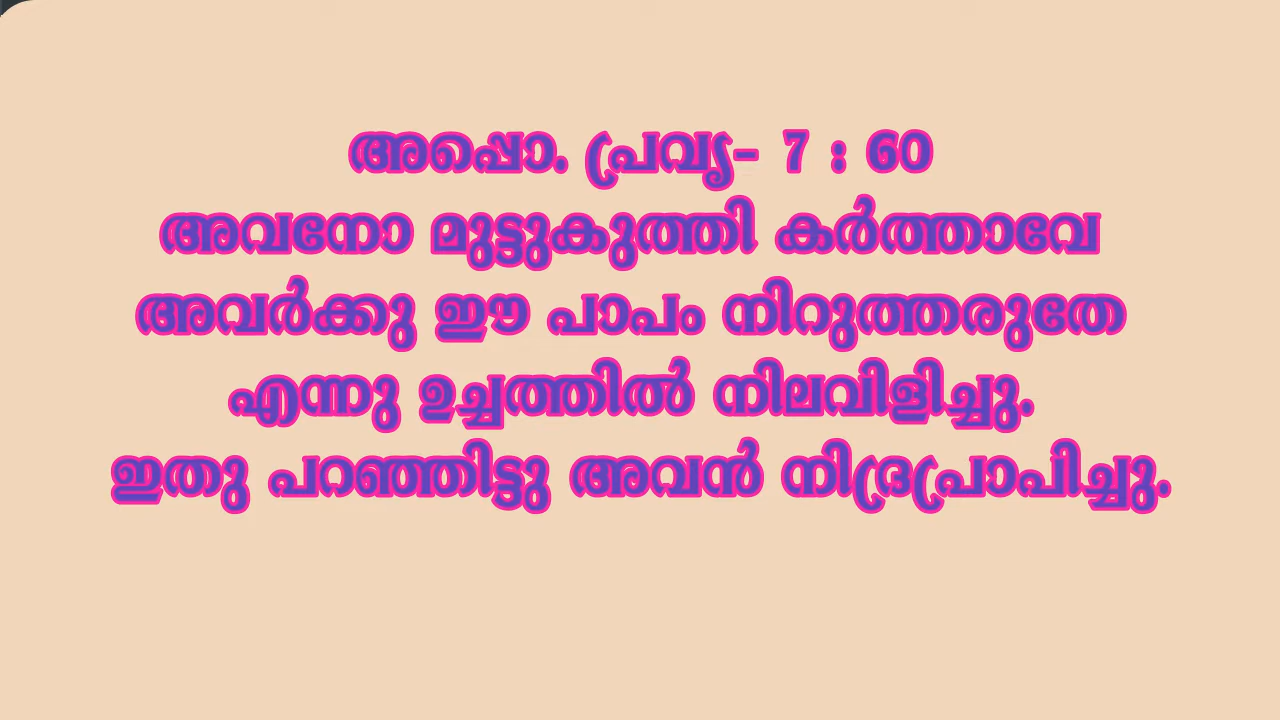 അപ്പൊ. പ്രവൃ- 7 : 60
അവനോ മുട്ടുകുത്തി കർത്താവേ
അവർക്കു ഈ പാപം നിറുത്തരുതേ
എന്നു ഉച്ചത്തിൽ നിലവിളിച്ചു.
ഇതു പറഞ്ഞിട്ടു അവൻ നിദ്രപ്രാപിച്ചു.